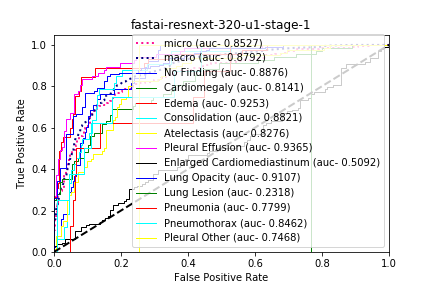 fastai-resnext-320-u1-stage-1
True Positive Rate
1.0
0.8
0.6
0.4
0.2
0.0
micro (auc- 0.8527)
macro (auc- 0.8792)
No Finding (auc- 0.8876)
Cardiomegaly (auc- 0.8141)
Edema (auc- 0.9253)
Consolidation (auc- 0.8821)
Atelectasis (auc- 0.8276)
Pleural Effusion (auc- 0.9365)
Enlarged Cardiomediastinum (auc- 0.5092)
Lung Opacity (auc- 0.9107)
Lung Lesion (auc- 0.2318)
Pneumonia (auc- 0.7799)
Pneumothorax (auc- 0.8462)
Pleural Other (auc- 0.7468)
0.0 0.2 0.4 0.6 0.8 1.0
False Positive Rate